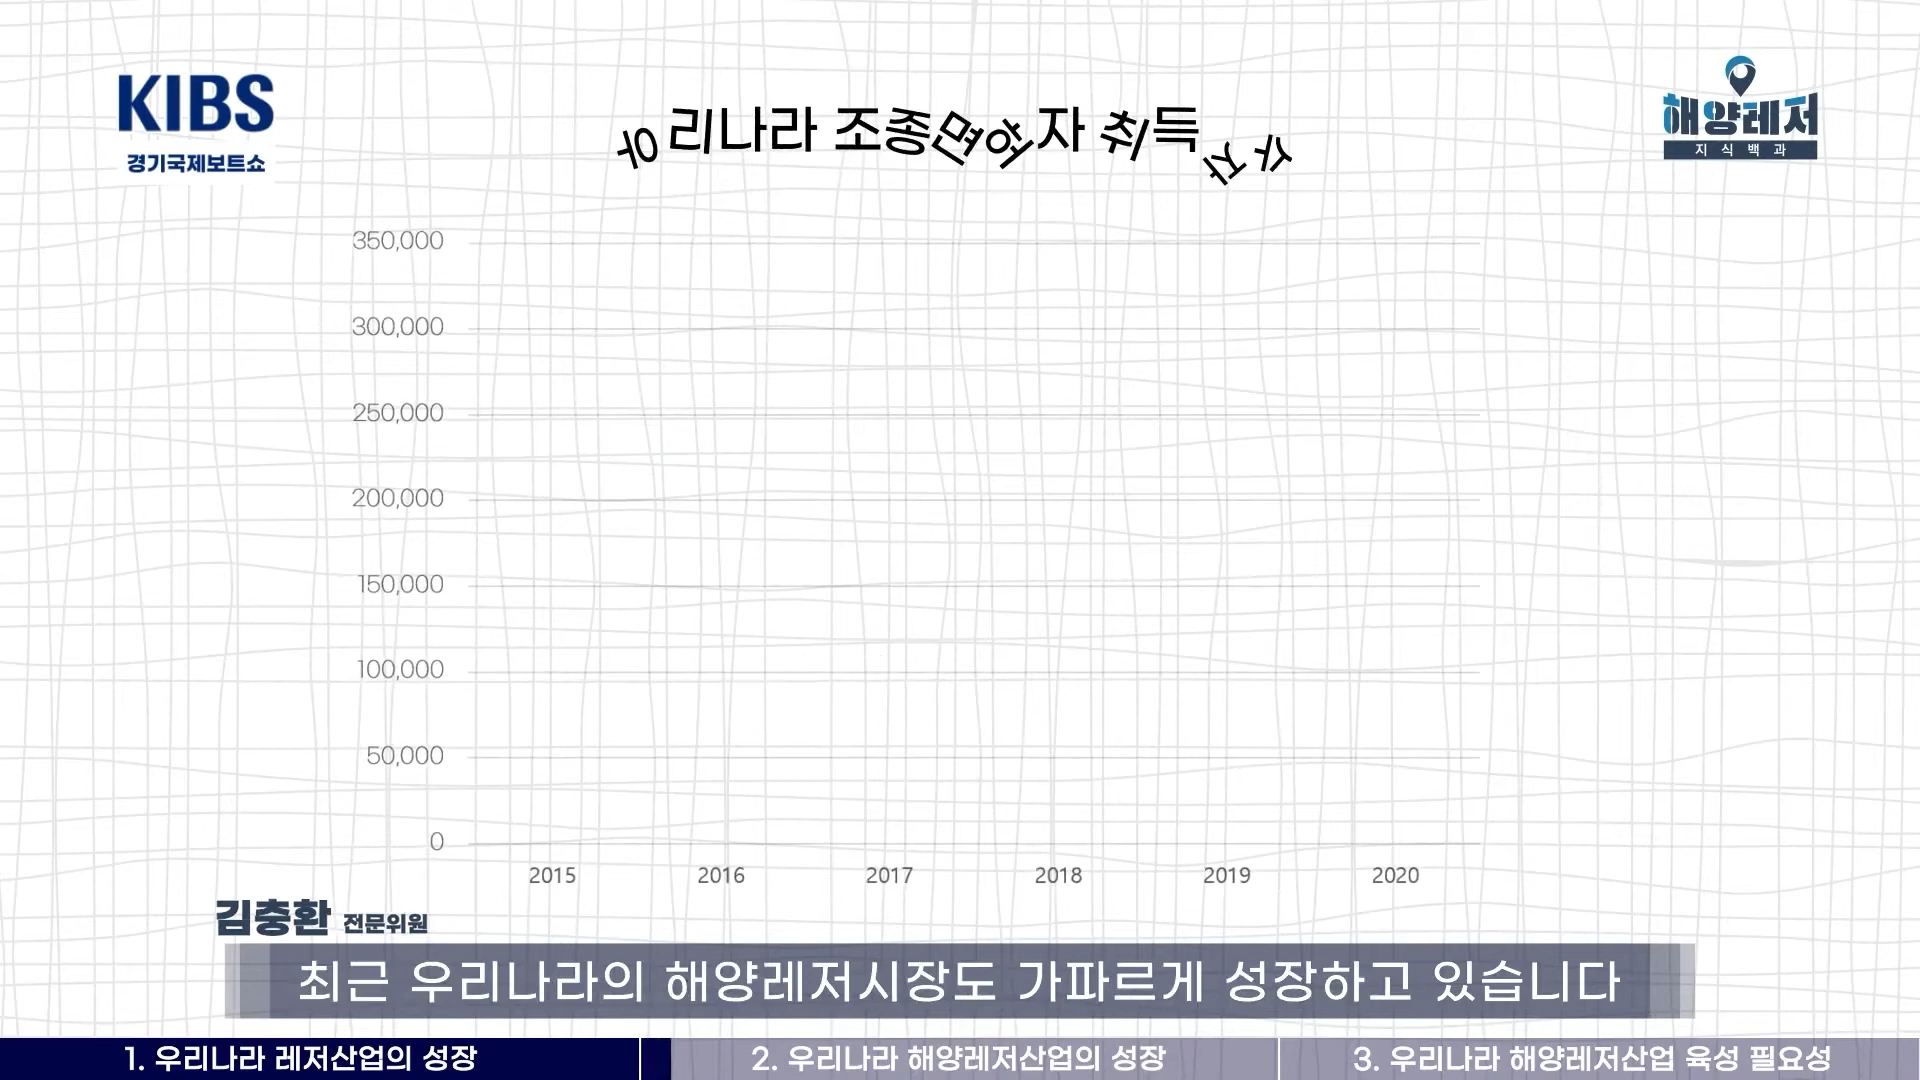 KIBS
경기국제보트쇼
우리나라 조종면허자 취득자수
해양레저
지식백과
350,000
300,000
250,000
200,000
150,000
100,000
50,000
0
2015 2016 2017 2018 2019 2020
김충환 전문위원
최근 우리나라의 해양레저시장도 가파르게 성장하고 있습니다
1. 우리나라 레저산업의 성장
2. 우리나라 해양레저산업의 성장
3. 우리나라 해양레저산업 육성 필요성